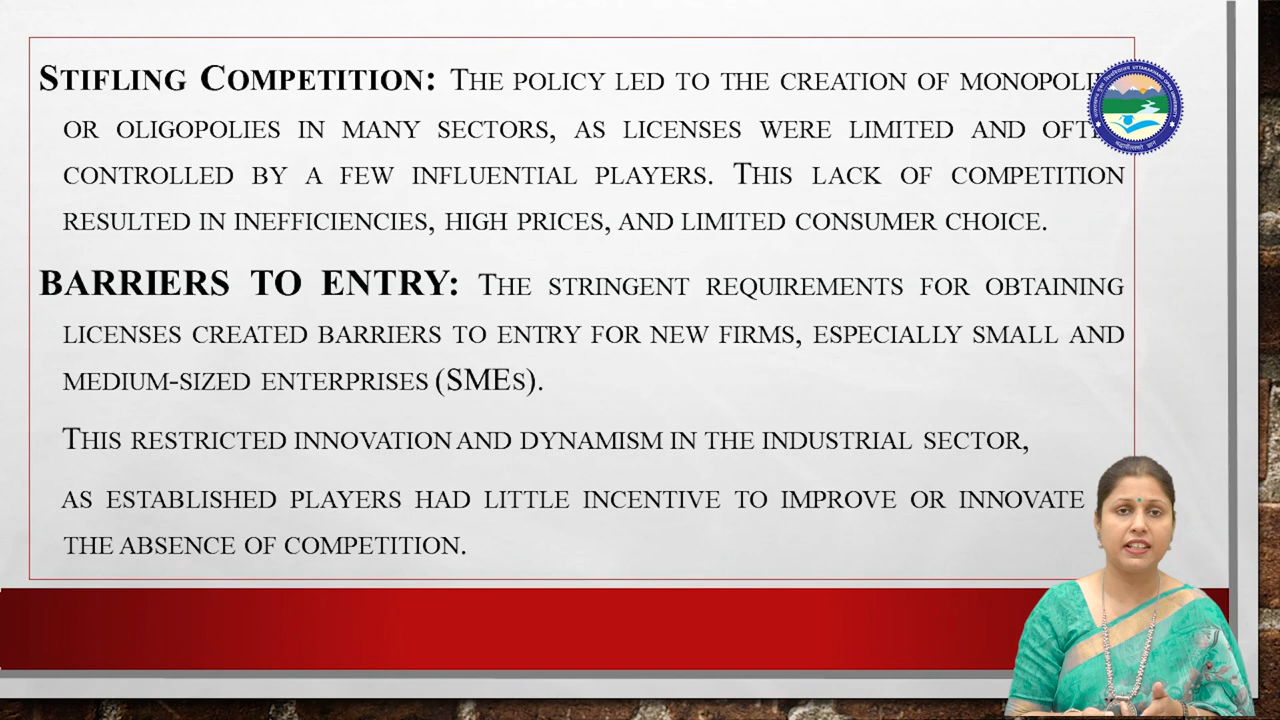 STIFLING COMPETITION: THE POLICY LED TO THE CREATION OF
OR OLIGOPOLIES IN MANY SECTORS, AS LICENSES WERE LIMITED AND
CONTROLLED BY A FEW INFLUENTIAL PLAYERS. THIS LACK OF COMPETITION
RESULTED IN INEFFICIENCIES, HIGH PRICES, AND LIMITED CONSUMER CHOICE.
BARRIERS TO ENTRY: THE STRINGENT REQUIREMENTS FOR OBTAINING
LICENSES CREATED BARRIERS TO ENTRY FOR NEW FIRMS, ESPECIALLY SMALL AND
MEDIUM-SIZED ENTERPRISES (SMES).
THIS RESTRICTED INNOVATION AND DYNAMISM IN THE INDUSTRIAL SECTOR,
AS ESTABLISHED PLAYERS HAD LITTLE INCENTIVE TO IMPROVE OR INNOVATE
THE ABSENCE OF COMPETITION.